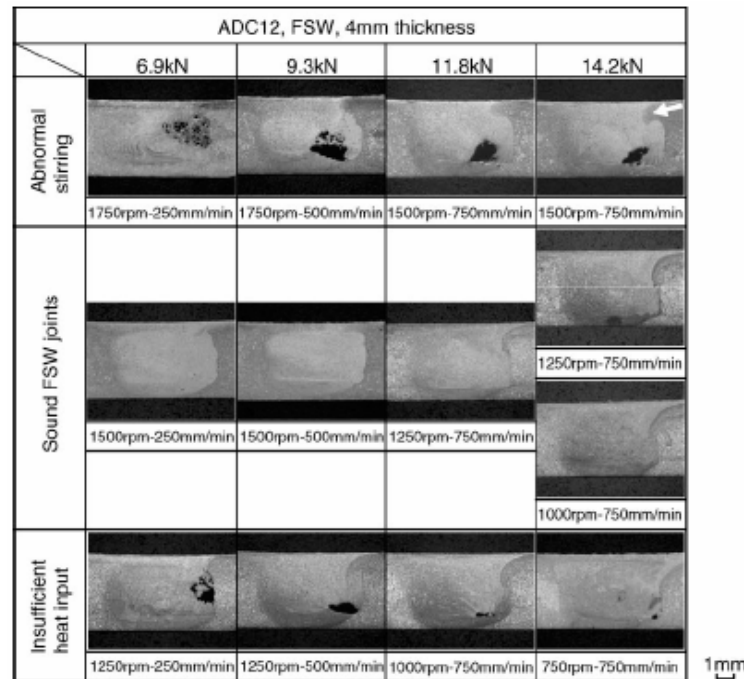 ADC12, FSW, 4mm thickness
6.9kN 9.3kN 11.8kN 14.2kN
Abnormal
stirring
1750rpm-250mm/min 1750rpm-500mm/min 1500rpm-750mm/min 1500rpm-750mm/min
Sound FSW joints
1250rpm-750mm/min
1500rpm-250mm/min 1500rpm-500mm/min 1250rpm-750mm/min
1000rpm-750mm/min
Insufficient
heat input
1250rpm-250mm/min 1250rpm-500mm/min 1000rpm-750mm/min 750rpm-750mm/min
1mm